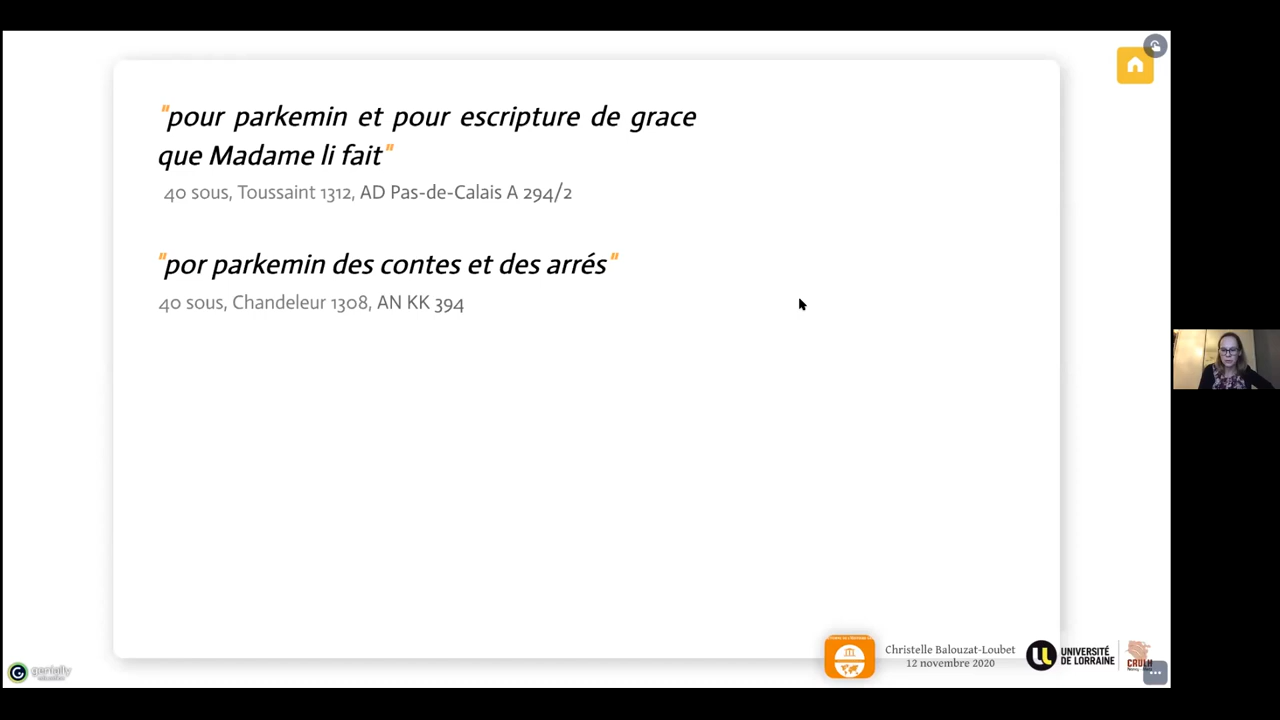 "pour parkemin et pour escripture de grace
que Madame li fait"
40 sous, Toussaint 1312, AD Pas-de-Calais A 294/2
"por parkemin des contes et des arrés"
40 sous, Chandeleur 1308, AN KK 394
Christelle Balouzat-Loubet
12 novembre 2020
UNIVERSITÉ
DE LORRAINE
CRULH
genially